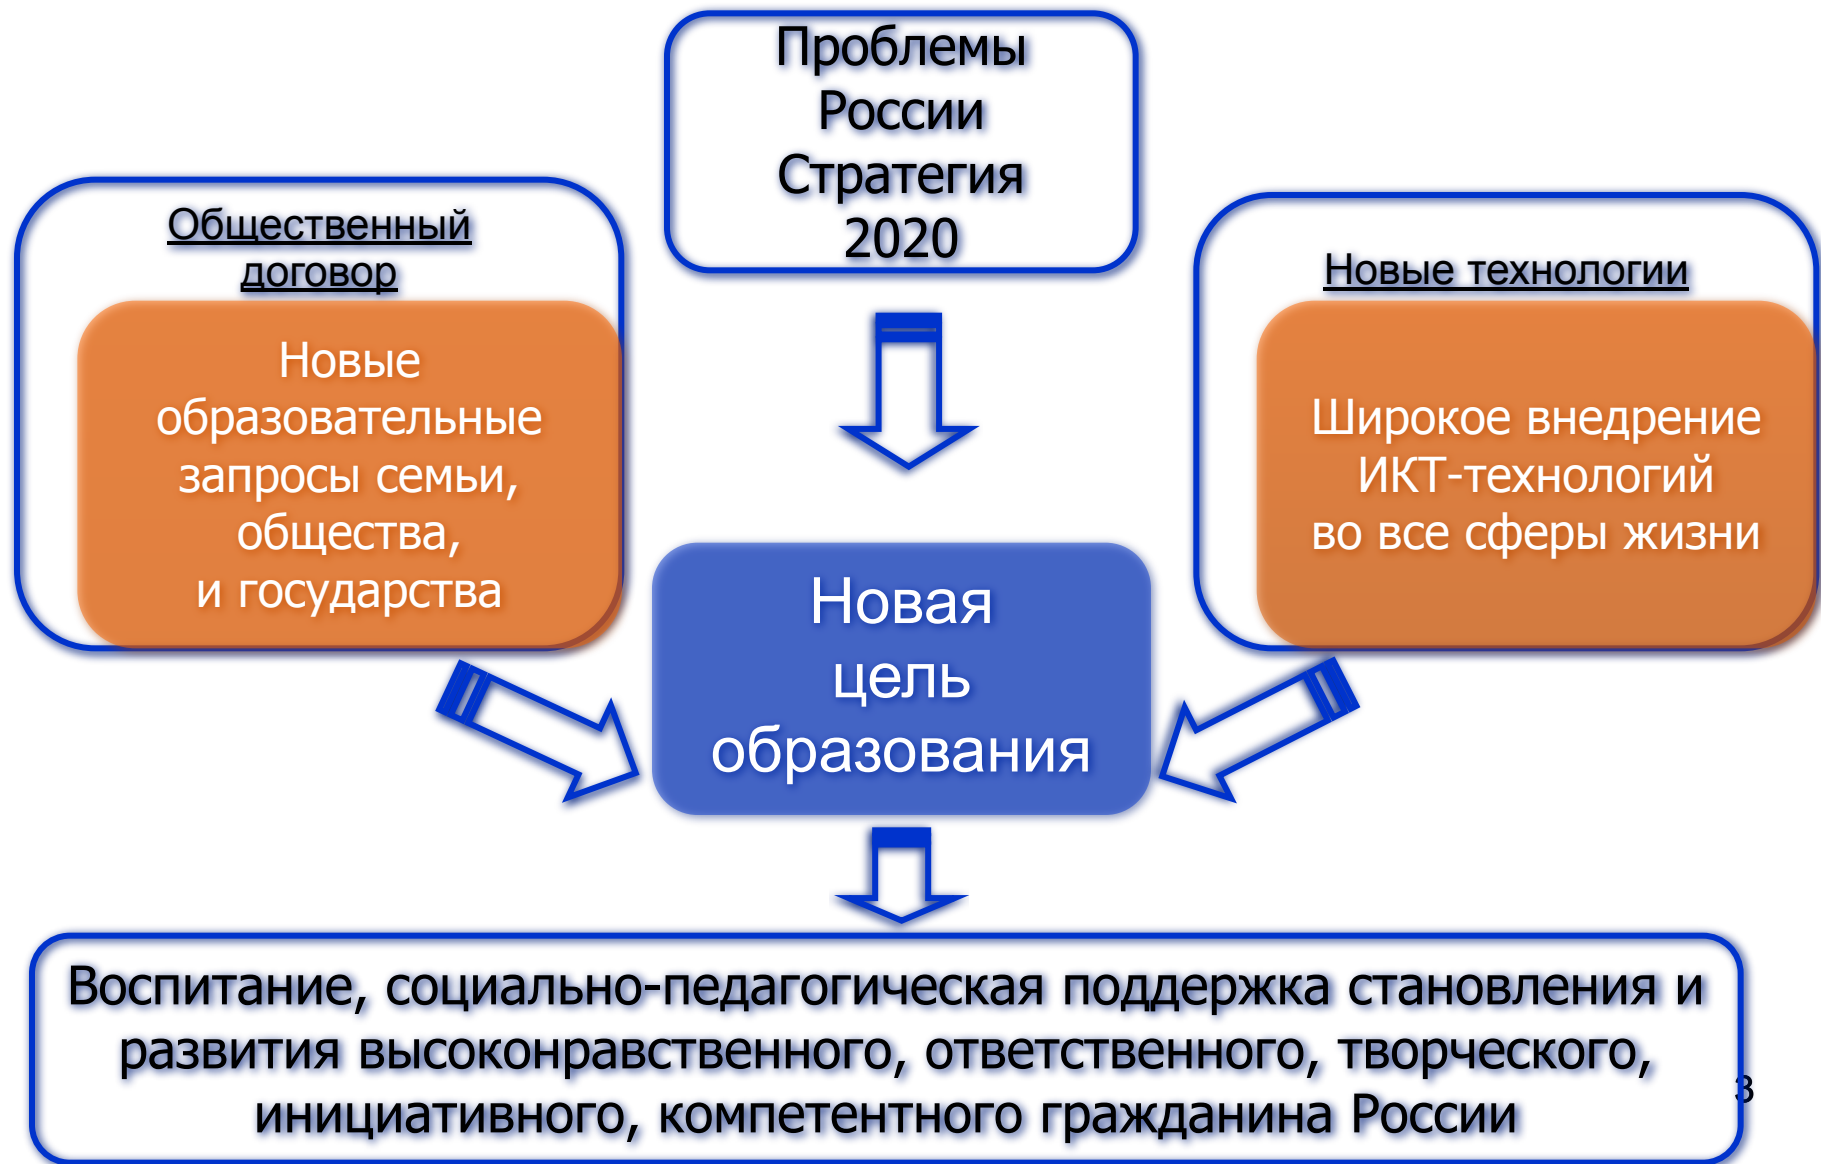 Проблемы
России
Стратегия
2020
Общественный
договор
Новые
образовательные
запросы семьи,
общества,
и государства
Новые технологии
Широкое внедрение
ИКТ-технологий
во все сферы жизни
Новая
цель
образования
Воспитание, социально-педагогическая поддержка становления и
развития высоконравственного, ответственного, творческого,
инициативного, компетентного гражданина России
3